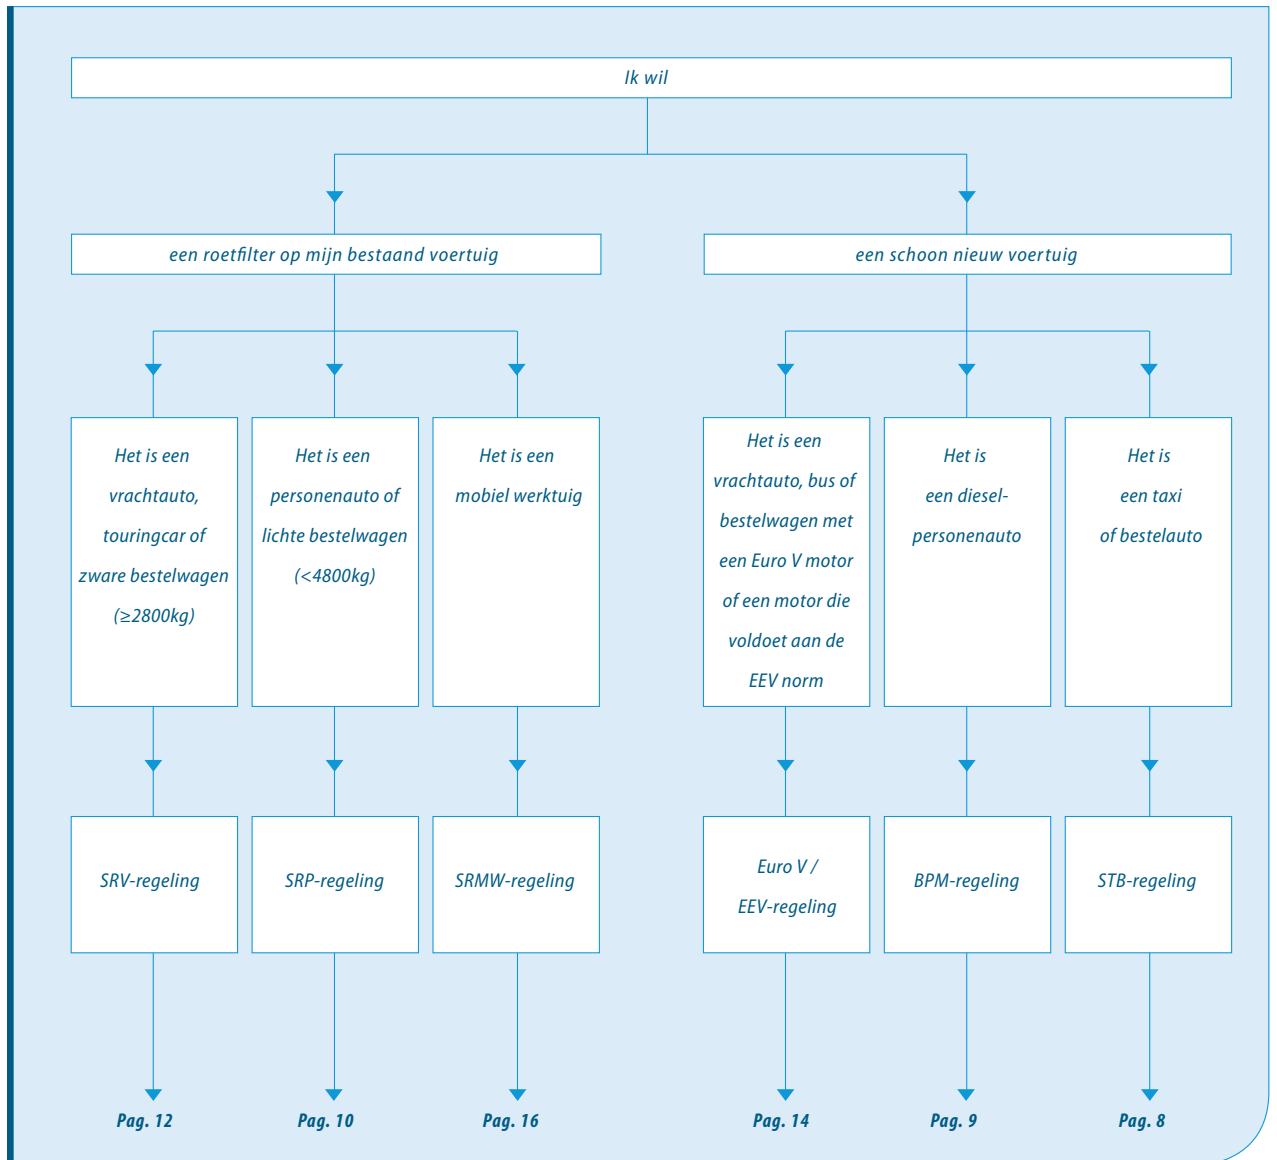 Ik wil
een roetfilter op mijn bestaand voertuig
een schoon nieuw voertuig
Het is een
vrachtauto,
touringcar of
zware bestelwagen
(≥2800kg)
Het is een
personenauto of
lichte bestelwagen
(<4800kg)
Het is een
mobiel werktuig
Het is een
vrachtauto, bus of
bestelwagen met
een Euro V motor
of een motor die
voldoet aan de
EEV norm
Het is
een diesel-
personenauto
Het is
een taxi
of bestelauto
SRV-regeling
SRP-regeling
SRMW-regeling
Euro V /
EEV-regeling
BPM-regeling
STB-regeling
Pag. 12
Pag. 10
Pag. 16
Pag. 14
Pag. 9
Pag. 8